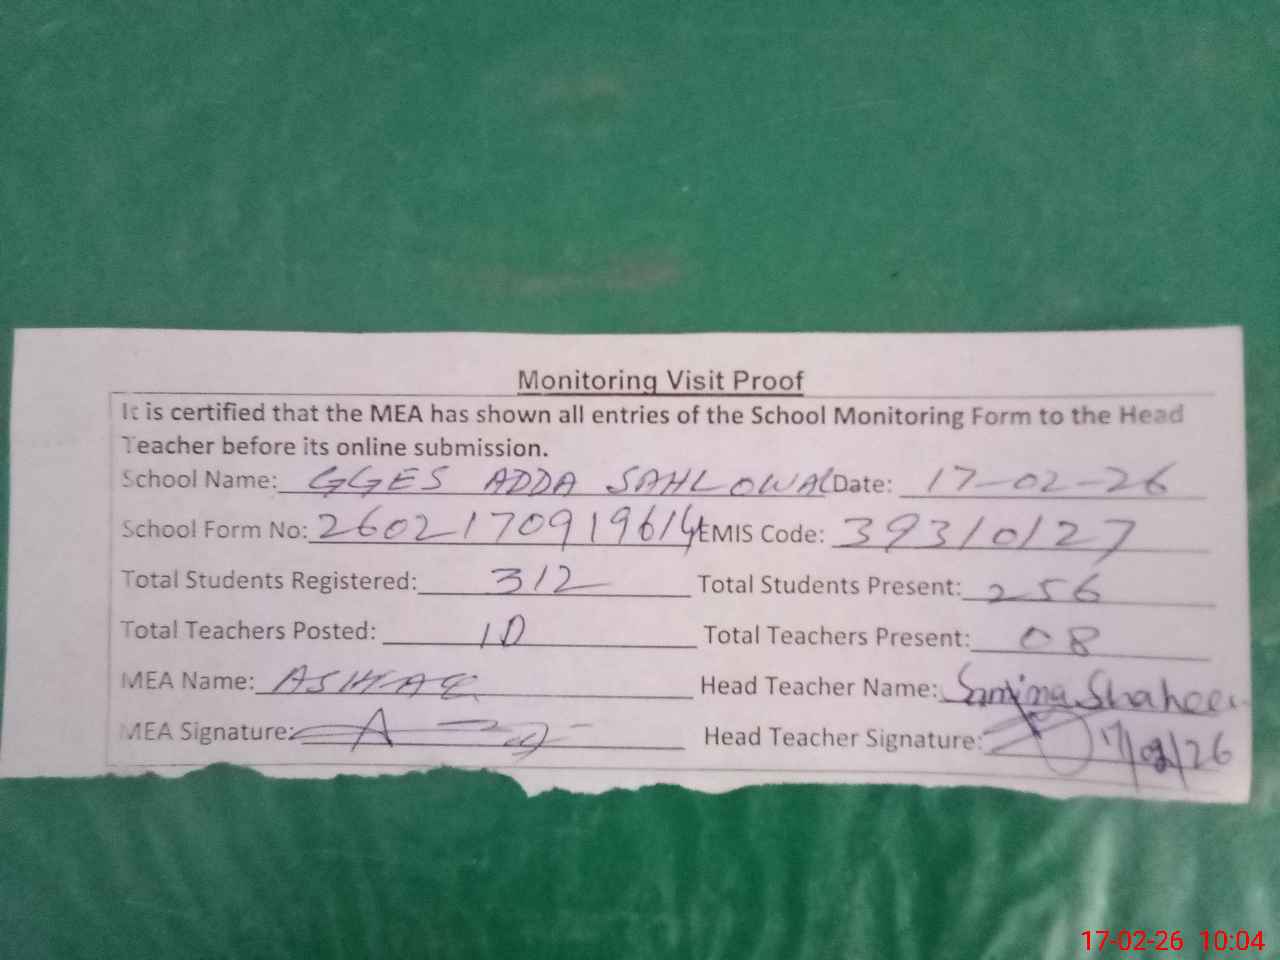 Monitoring Visit Proof
It is certified that the MEA has shown all entries of the School Monitoring Form to the Head
Teacher before its online submission.
School Name: GGES ADDA SAHLOWAL Date: 17-02-26
School Form No: 2602170919614 EMIS Code: 39310127
Total Students Registered: 312 Total Students Present: 256
Total Teachers Posted: 10 Total Teachers Present: 08
MEA Name: ASHFAQ Head Teacher Name: Shaheen
MEA Signature: Head Teacher Signature: 17/02/26
17-02-26 10:04